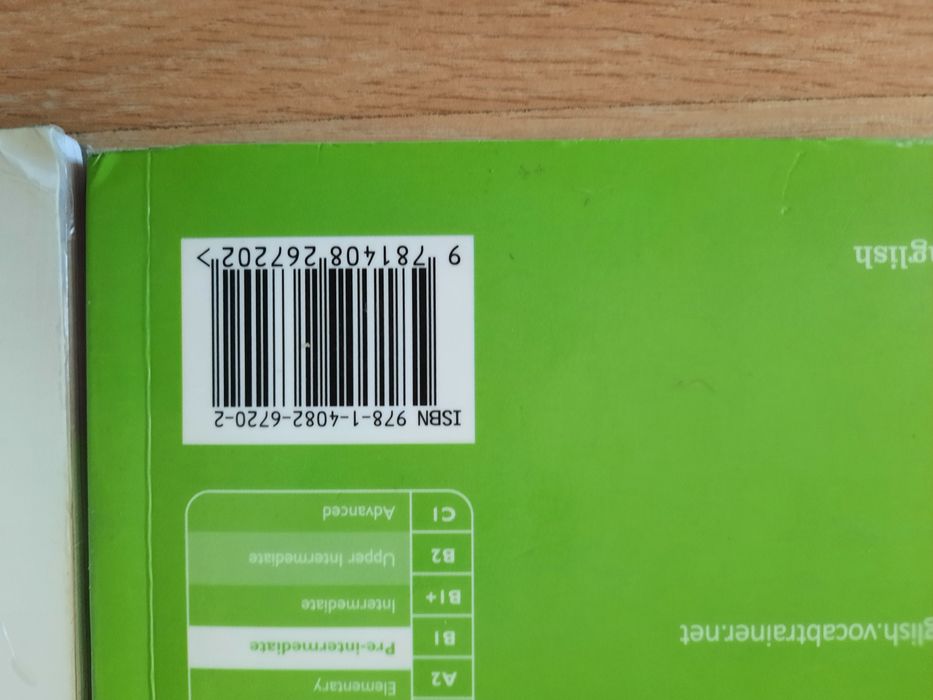 A2 Elementary
B1 Pre-intermediate
glish.vocabtrainer.net
B1+ Intermediate
B2 Upper Intermediate
C1 Advanced
ISBN 978-1-4082-6720-2
nglish
9 781408 267202 >